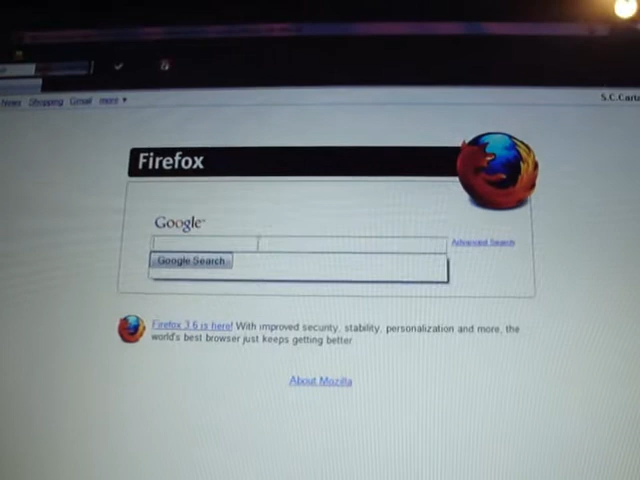 News Shopping Gmail more ▼
Firefox
Google
Advanced Search
Google Search
Firefox 3.6 is here! With improved security, stability, personalization and more, the
world's best browser just keeps getting better
About Mozilla